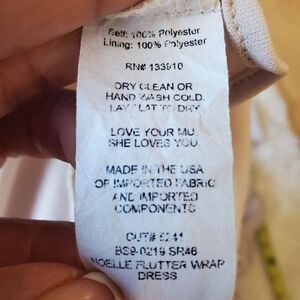 Self: 100% Polyester
Lining: 100% Polyester
RN# 133910
DRY CLEAN OR
HAND WASH COLD.
LAY FLAT TO DRY
LOVE YOUR MU
SHE LOVES YOU
MADE IN THE USA
OF IMPORTED FABRIC
AND IMPORTED
COMPONENTS
CUT#
BS9-0219 SR46
NOELLE FLUTTER WRAP
DRESS